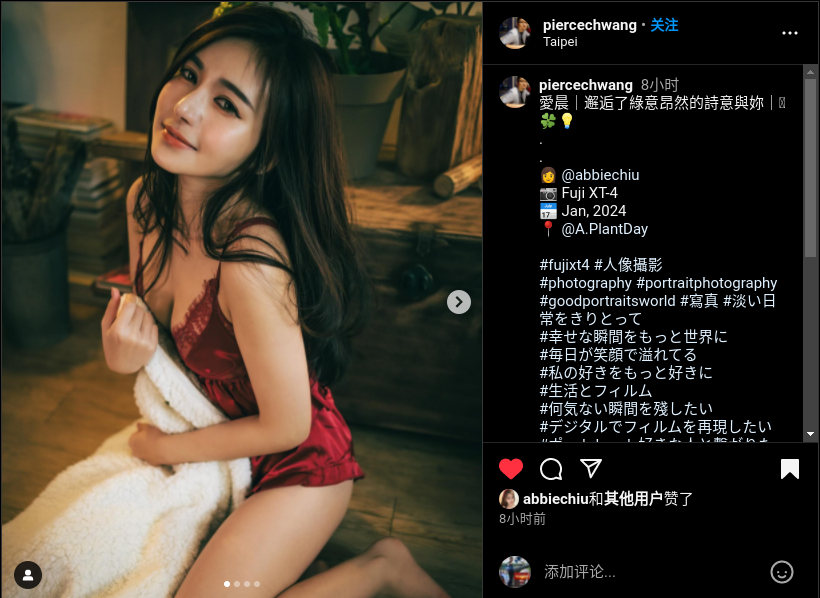 piercechwang · 关注
Taipei
piercechwang 8小时
愛晨｜邂逅了綠意昂然的詩意與妳｜
🍀💡
.
.
👩 @abbiechiu
📷 Fuji XT-4
📅 Jan, 2024
📍 @A.PlantDay
#fujixt4 #人像攝影
#photography #portraitphotography
#goodportraitsworld #寫真 #淡い日
常をきりとって
#幸せな瞬間をもっと世界に
#毎日が笑顔で溢れてる
#私の好きをもっと好きに
#生活とフィルム
#何気ない瞬間を殘したい
#デジタルでフィルムを再現したい
abbiechiu和其他用户赞了
8小时前
添加评论...